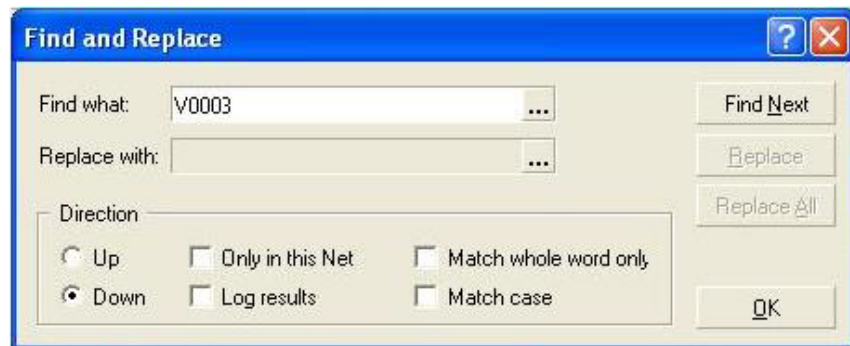 Find and Replace
Find what: V0003 ... Find Next
Replace with: ... Replace
Replace All
Direction
Up Only in this Net Match whole word only
Down Log results Match case
OK